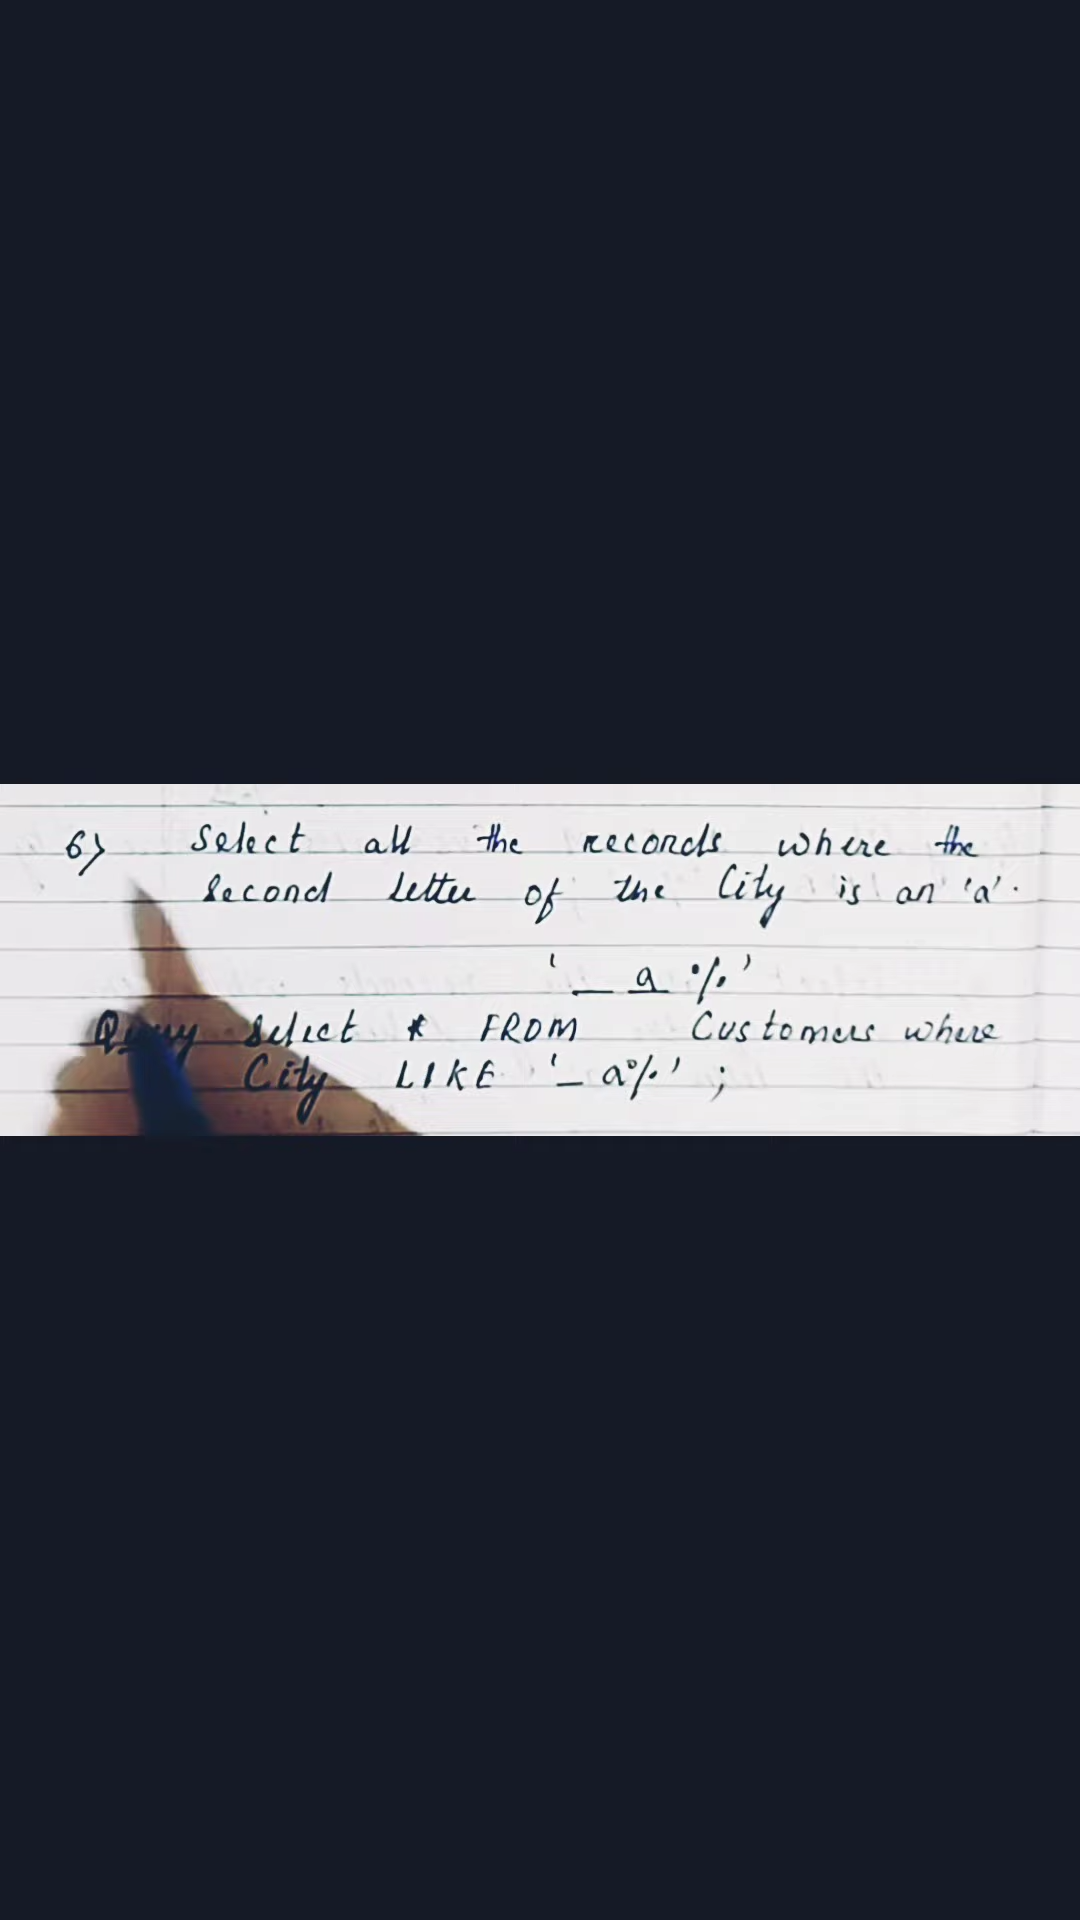 6) Select all the records where the
second letter of the City is an 'a'.
'_ a %'
Query Select * FROM Customers where
City LIKE '_a%' ;